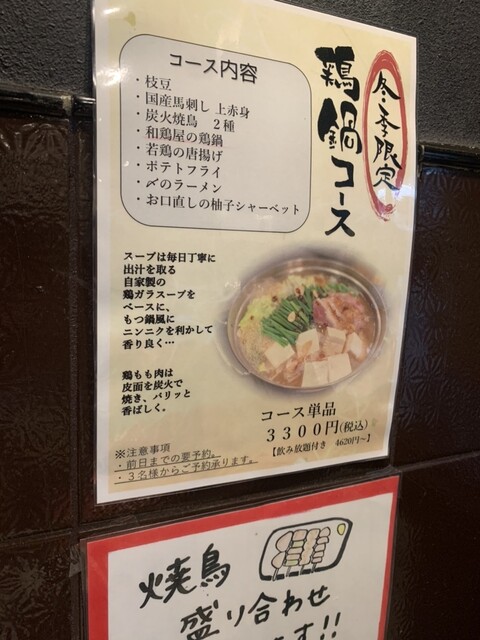 冬季限定
鶏鍋コース
コース内容
・枝豆
・国産馬刺し 上赤身
・炭火焼鳥 ２種
・和鶏屋の鶏鍋
・若鶏の唐揚げ
・ポテトフライ
・〆のラーメン
・お口直しの柚子シャーベット
スープは毎日丁寧に
出汁を取る
自家製の
鶏ガラスープを
ベースに、
もつ鍋風に
ニンニクを利かして
香り良く…
鶏もも肉は
皮面を炭火で
焼き、パリッと
香ばしく。
コース単品
３３００円(税込)
【飲み放題付き 4620円～】
※注意事項
・前日までの要予約。
・３名様からご予約承ります。
焼鳥
盛り合わせ
ます!!